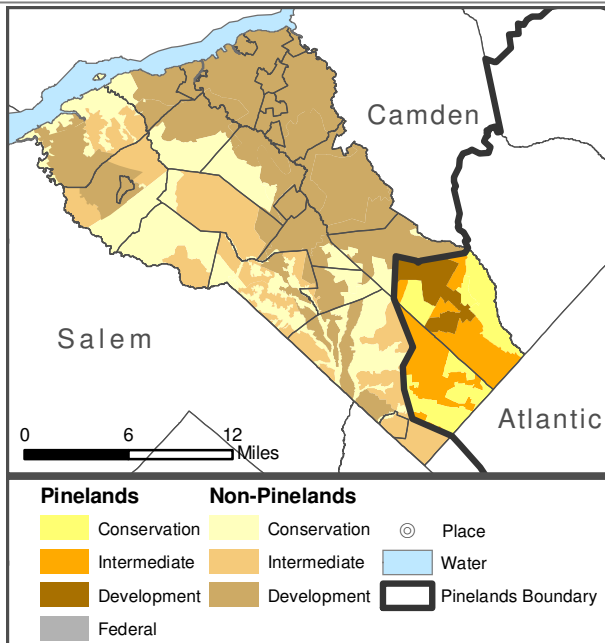 Camden
Salem
Atlantic
0 6 12
Miles
Pinelands Non-Pinelands
Conservation Conservation Place
Intermediate Intermediate Water
Development Development Pinelands Boundary
Federal